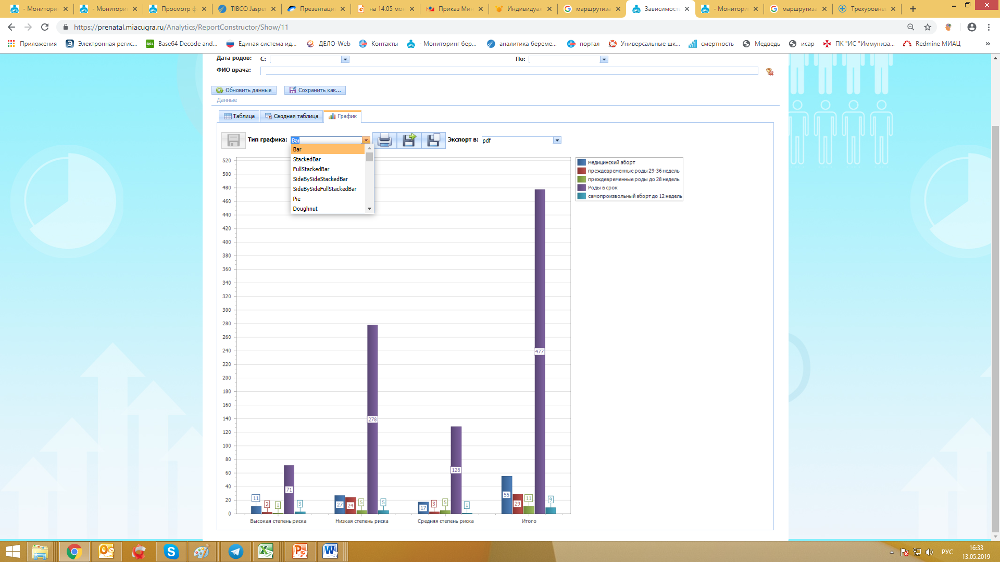 - Мониторин
- Мониторин
Просмотр ф
TIBCO Jasper
Презентаци
на 14.05 мон
Приказ Мин
Индивидуал
маршрутиза
Зависимость
- Мониторин
маршрутиза
Трехуровнев
https://prenatal.miacugra.ru/Analytics/ReportConstructor/Show/11
Приложения
Электронная регис...
Base64 Decode and...
Единая система ид...
ДЕЛО-Web
Контакты
- Мониторинг бер...
аналитика береме...
портал
Универсальные шк...
смертность
Медведь
исар
ПК "ИС "Иммуниза...
Redmine МИАЦ
»
Дата родов: С: По:
ФИО врача:
Обновить данные
Сохранить как...
Данные
Таблица
Сводная таблица
График
Тип графика: Bar
Экспорт в: pdf
Bar
StackedBar
FullStackedBar
SideBySideStackedBar
SideBySideFullStackedBar
Pie
Doughnut
медицинский аборт
преждевременные роды 29-36 недель
преждевременные роды до 28 недель
Роды в срок
самопроизвольный аборт до 12 недель
520
500
480
460
440
420
400
380
360
340
320
300
280
260
240
220
200
180
160
140
120
100
80
60
40
20
0
11 2 1 71 3
27 24 5 278 5
17 3 5 128 1
55 29 11 477 9
Высокая степень риска
Низкая степень риска
Средняя степень риска
Итого
РУС
16:33
13.05.2019